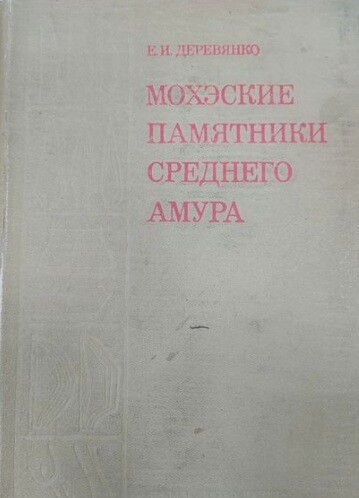 Е. И. ДЕРЕВЯНКО
МОХЭСКИЕ
ПАМЯТНИКИ
СРЕДНЕГО
АМУРА